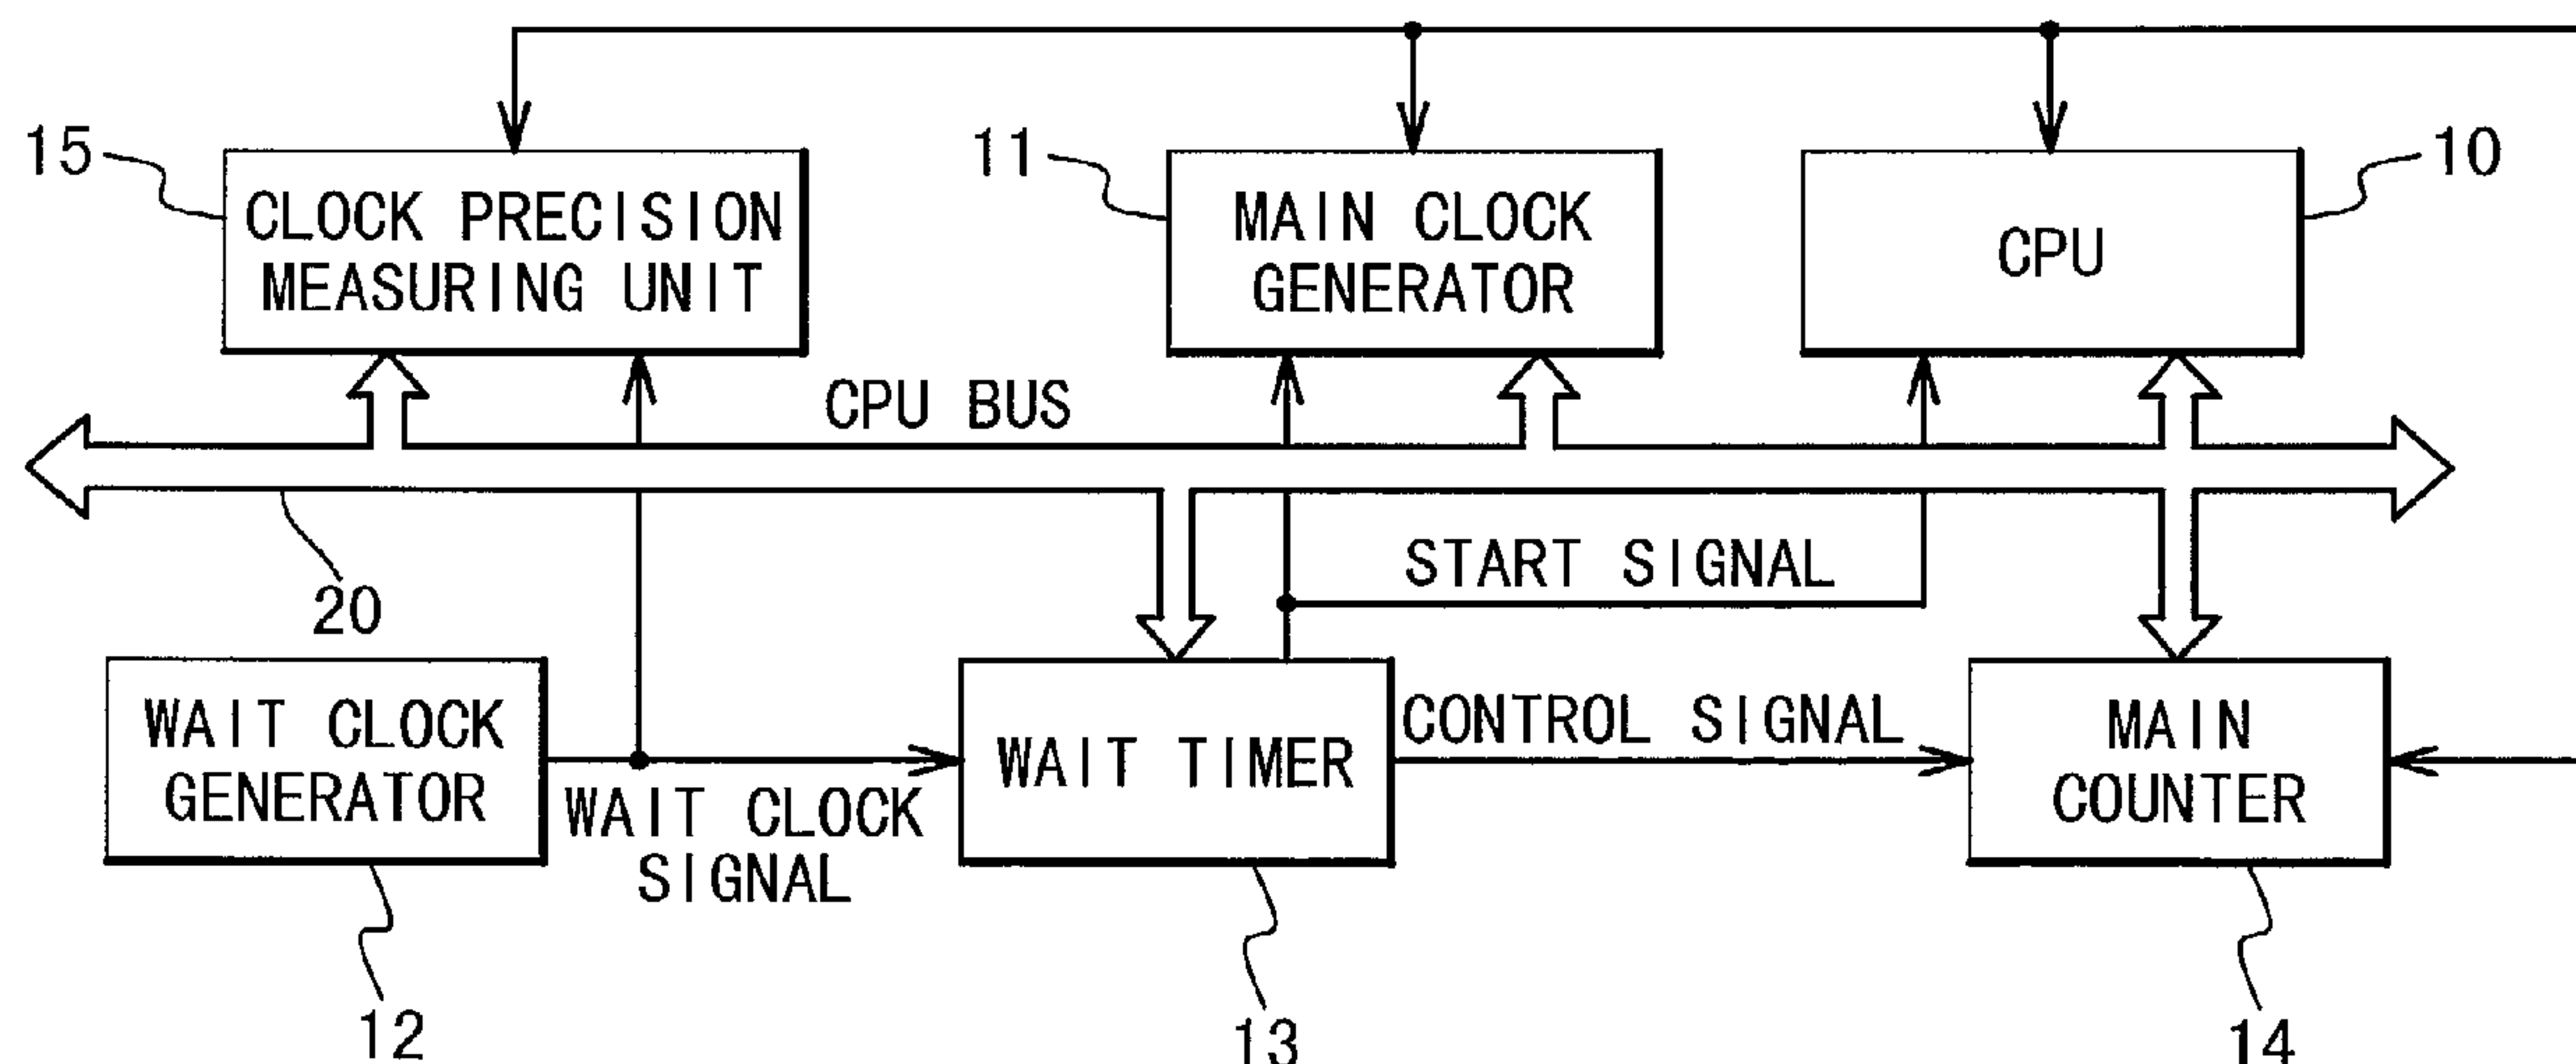 15
CLOCK PRECISION
MEASURING UNIT
11
MAIN CLOCK
GENERATOR
CPU
10
CPU BUS
20
START SIGNAL
WAIT CLOCK
GENERATOR
WAIT CLOCK
SIGNAL
WAIT TIMER
CONTROL SIGNAL
MAIN
COUNTER
12
13
14